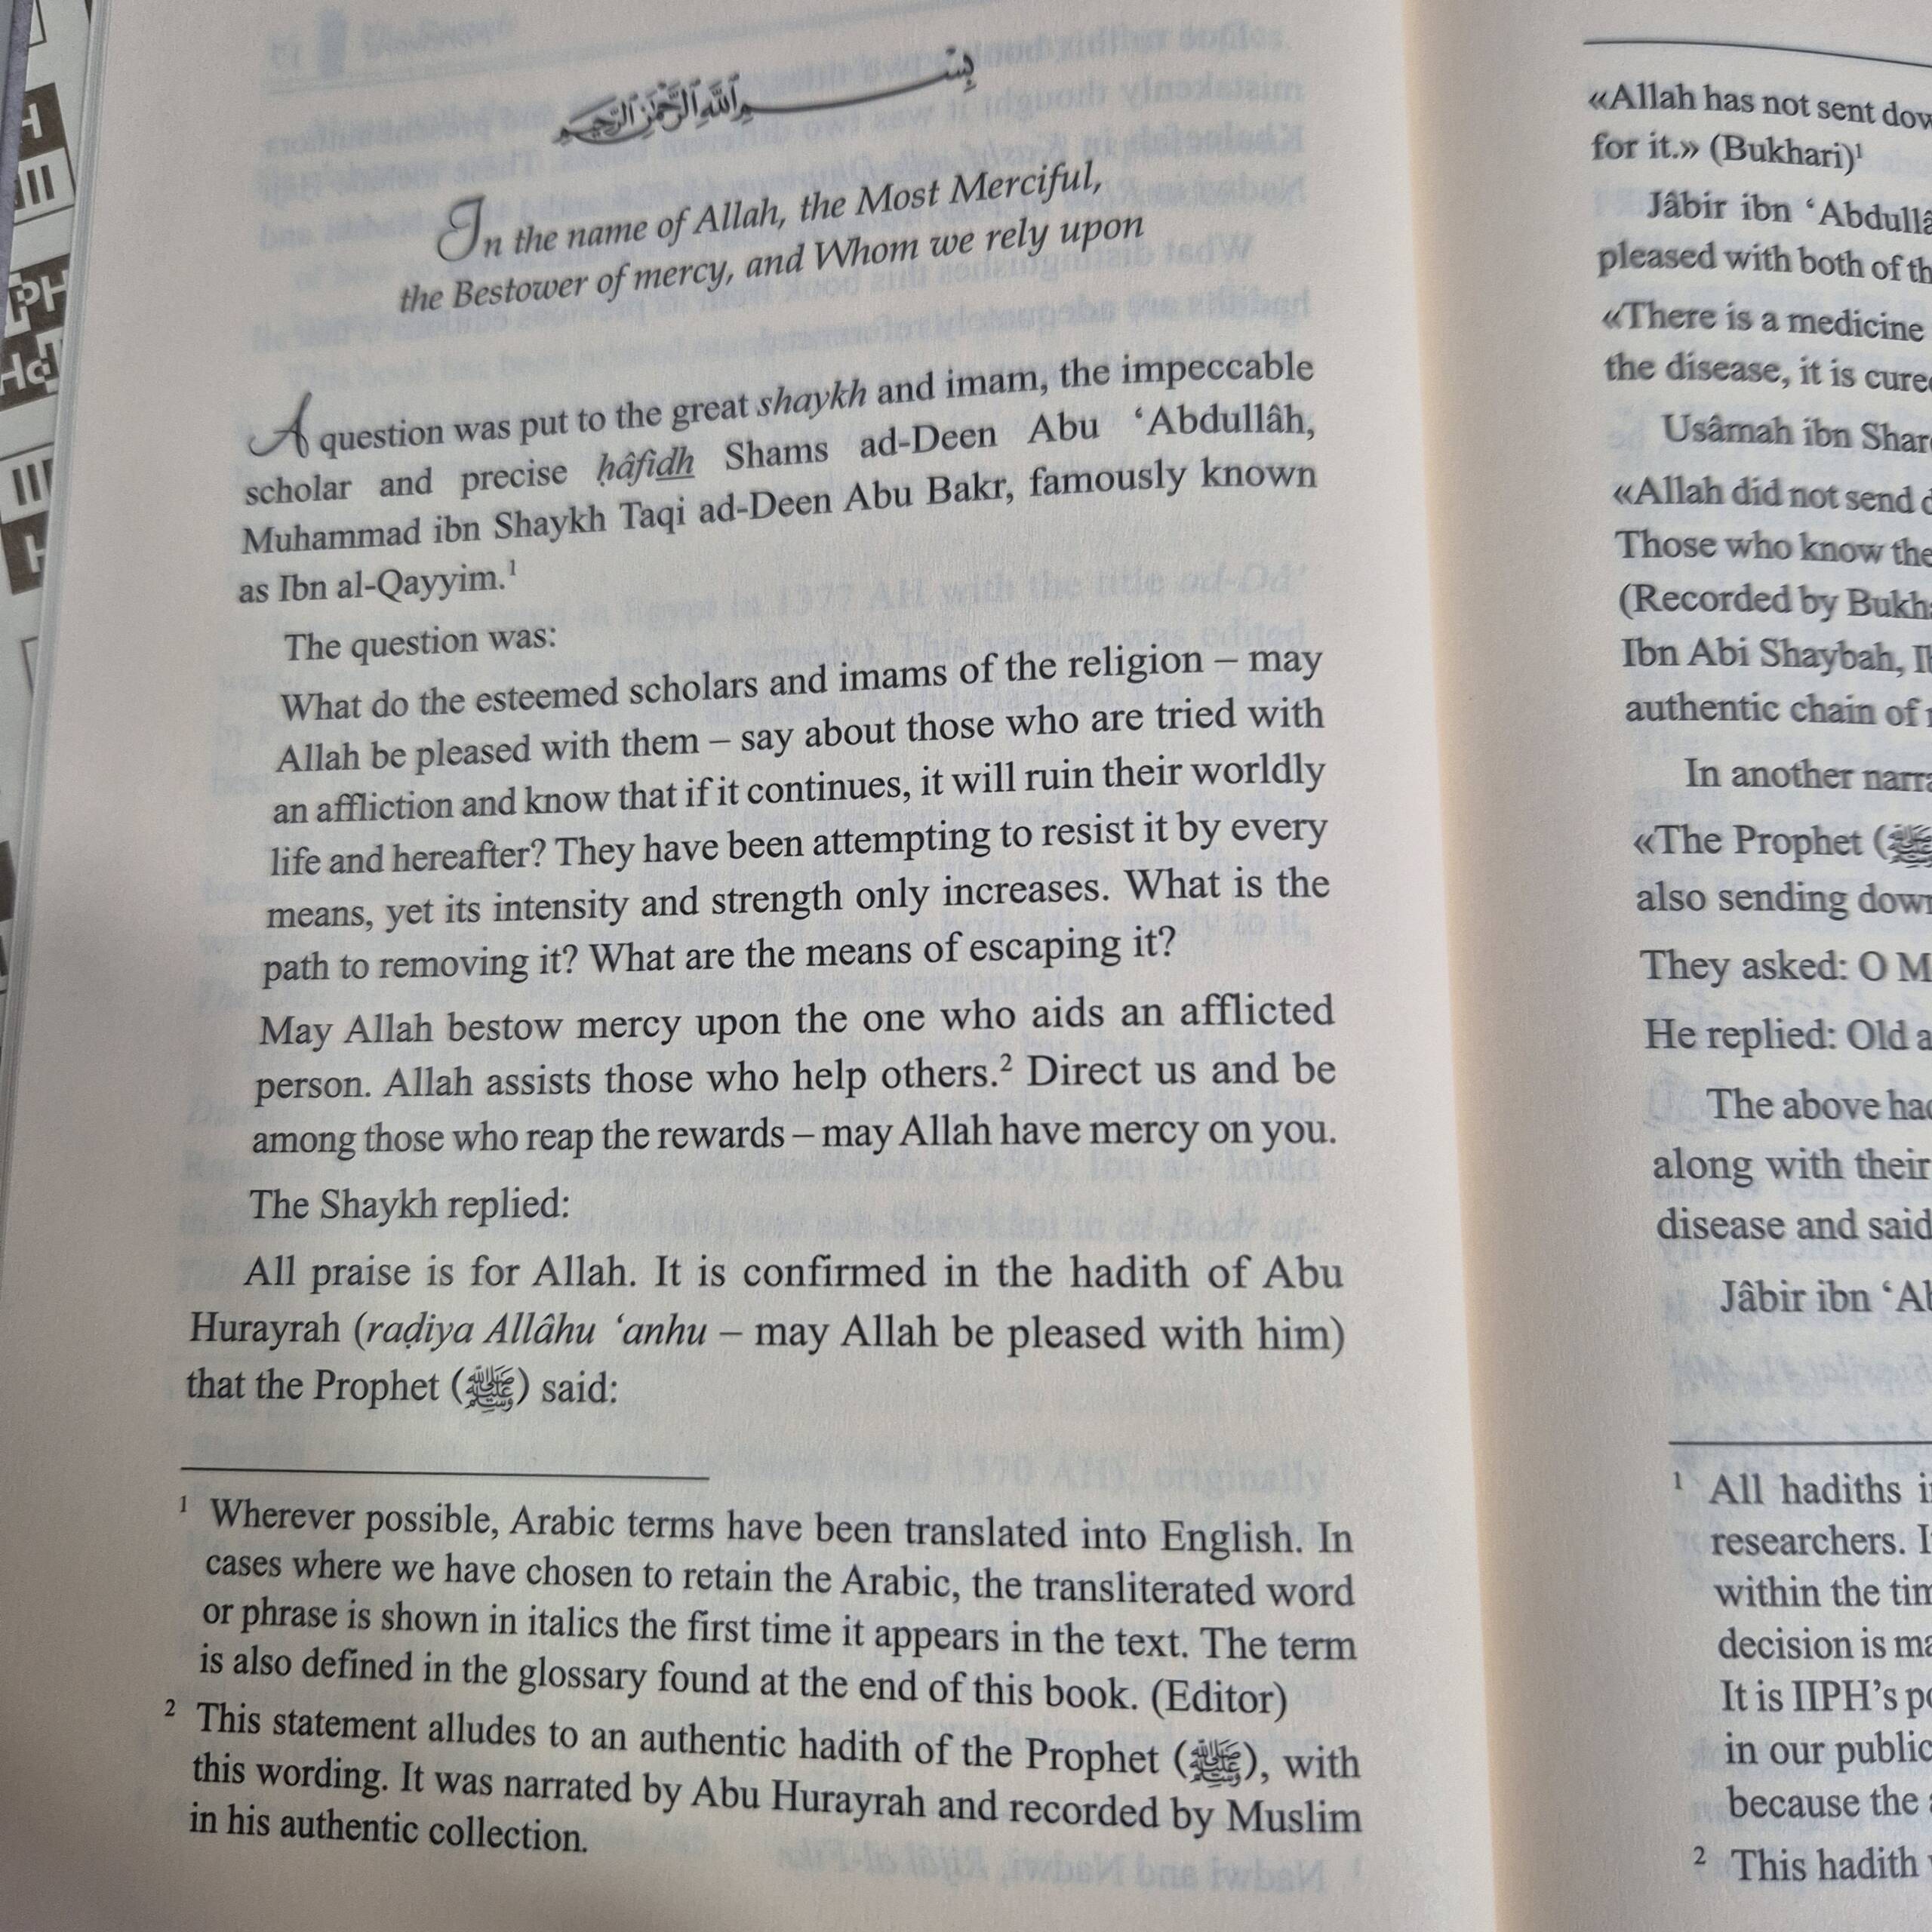 بِسْمِ اللهِ الرَّحْمٰنِ الرَّحِيمِ
In the name of Allah, the Most Merciful,
the Bestower of mercy, and Whom we rely upon
A question was put to the great shaykh and imam, the impeccable
scholar and precise ḥâfidh Shams ad-Deen Abu ‘Abdullâh,
Muhammad ibn Shaykh Taqi ad-Deen Abu Bakr, famously known
as Ibn al-Qayyim.¹
The question was:
What do the esteemed scholars and imams of the religion – may
Allah be pleased with them – say about those who are tried with
an affliction and know that if it continues, it will ruin their worldly
life and hereafter? They have been attempting to resist it by every
means, yet its intensity and strength only increases. What is the
path to removing it? What are the means of escaping it?
May Allah bestow mercy upon the one who aids an afflicted
person. Allah assists those who help others.² Direct us and be
among those who reap the rewards – may Allah have mercy on you.
The Shaykh replied:
All praise is for Allah. It is confirmed in the hadith of Abu
Hurayrah (raḍiya Allâhu ‘anhu – may Allah be pleased with him)
that the Prophet (ﷺ) said:
¹ Wherever possible, Arabic terms have been translated into English. In
cases where we have chosen to retain the Arabic, the transliterated word
or phrase is shown in italics the first time it appears in the text. The term
is also defined in the glossary found at the end of this book. (Editor)
² This statement alludes to an authentic hadith of the Prophet (ﷺ), with
this wording. It was narrated by Abu Hurayrah and recorded by Muslim
in his authentic collection.
«Allah has not sent
for it.» (Bukhari)¹
Jâbir ibn
pleased with both of
«There is a medicine
the disease, it is
Usâmah ibn
«Allah did not send
Those who know
(Recorded by
Ibn Abi Shaybah,
authentic chain of
In another
«The Prophet (ﷺ
also sending
They asked: O
He replied: Old
The above
along with their
disease and said
Jâbir ibn
¹ All hadiths
researchers.
within the
decision is
It is IIPH’s
in our
because the
² This hadith